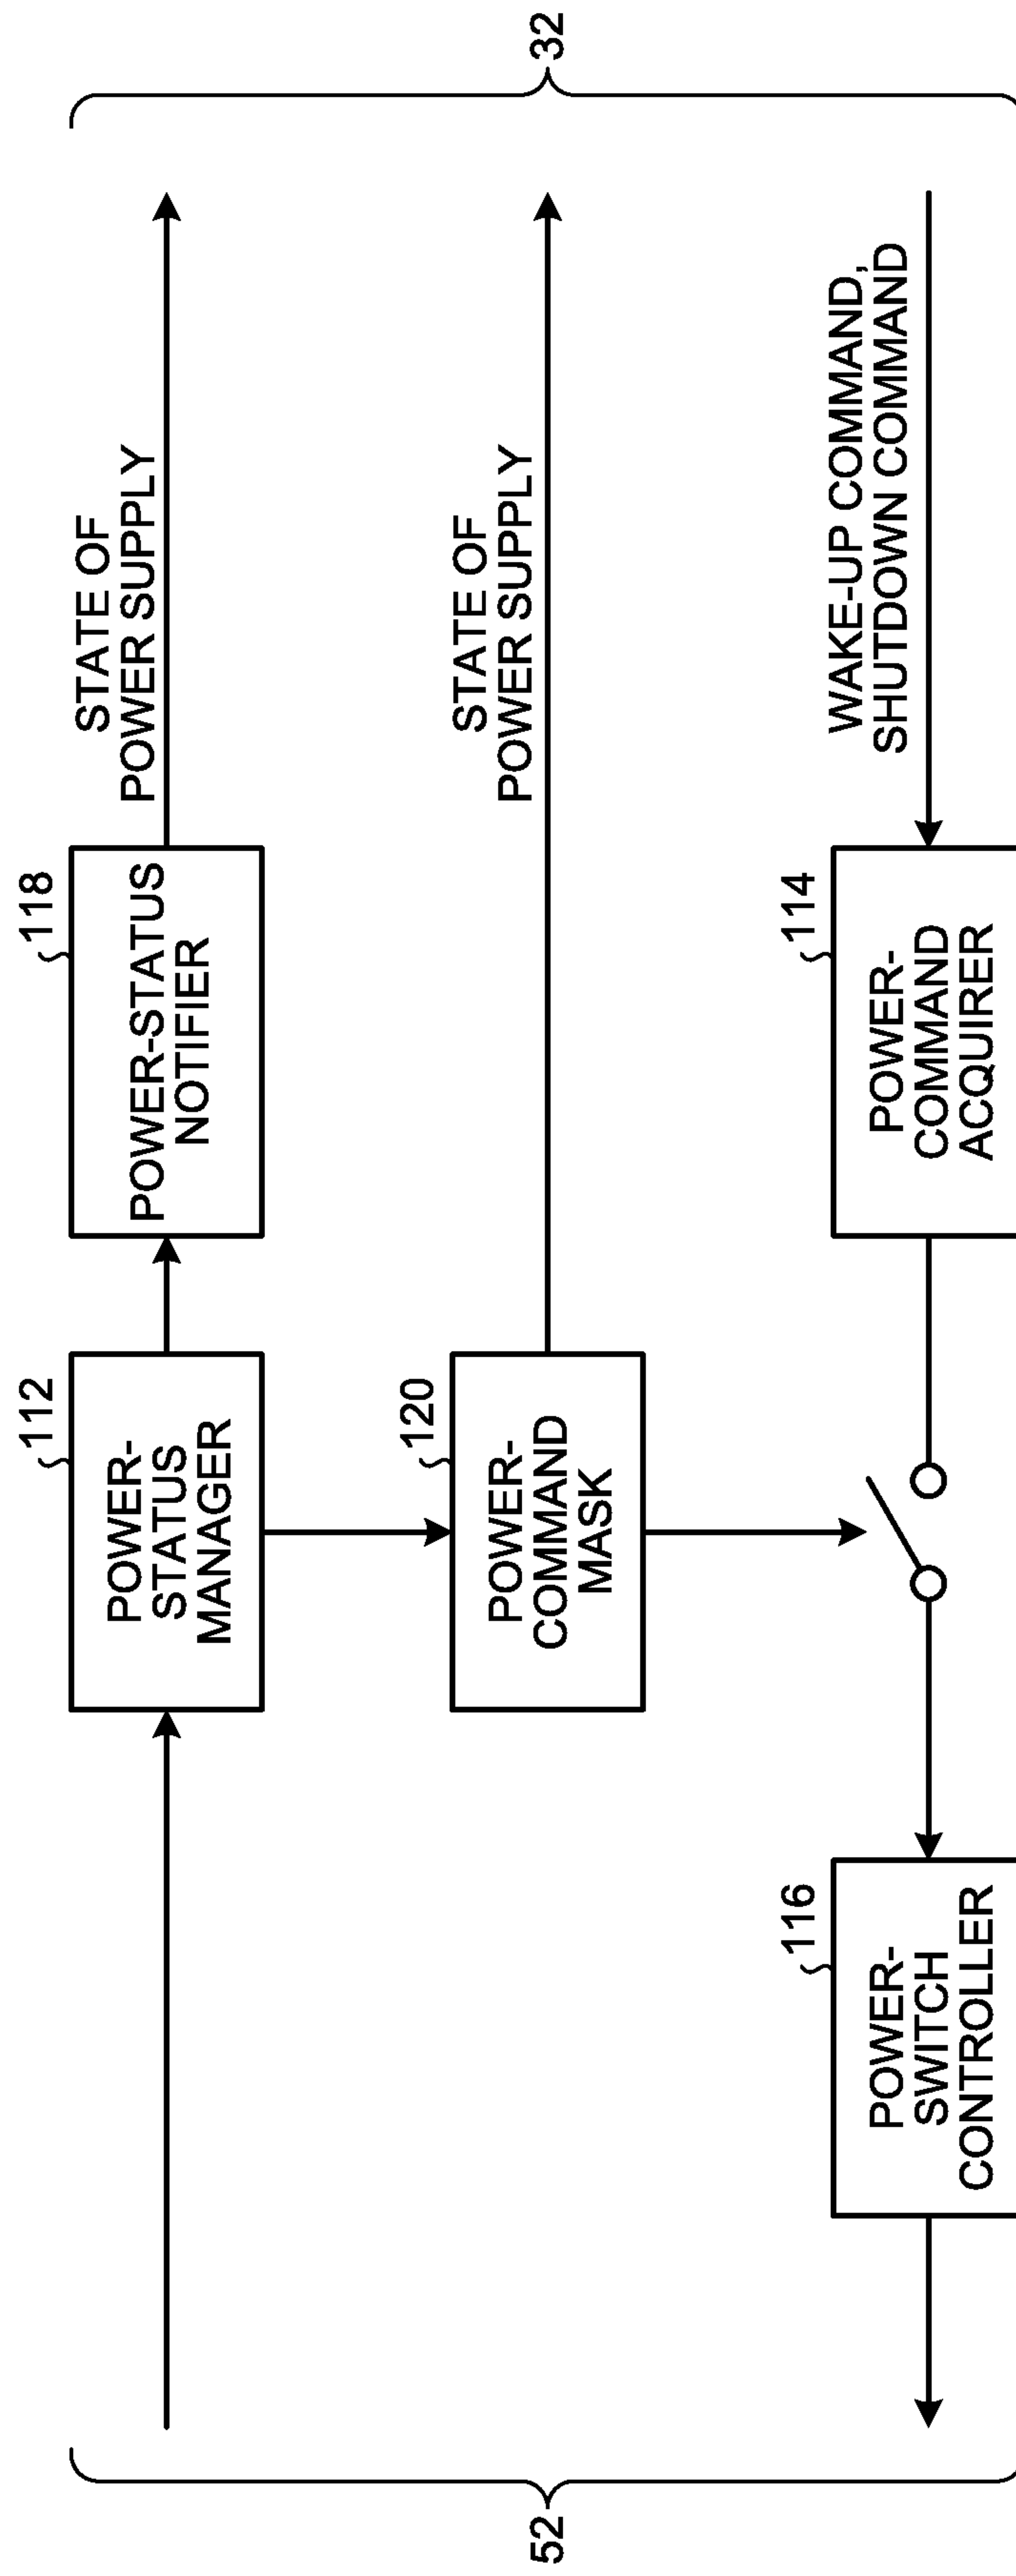 52
112
POWER-
STATUS
MANAGER
118
POWER-STATUS
NOTIFIER
STATE OF
POWER SUPPLY
120
POWER-
COMMAND
MASK
STATE OF
POWER SUPPLY
116
POWER-
SWITCH
CONTROLLER
114
POWER-
COMMAND
ACQUIRER
WAKE-UP COMMAND,
SHUTDOWN COMMAND
32